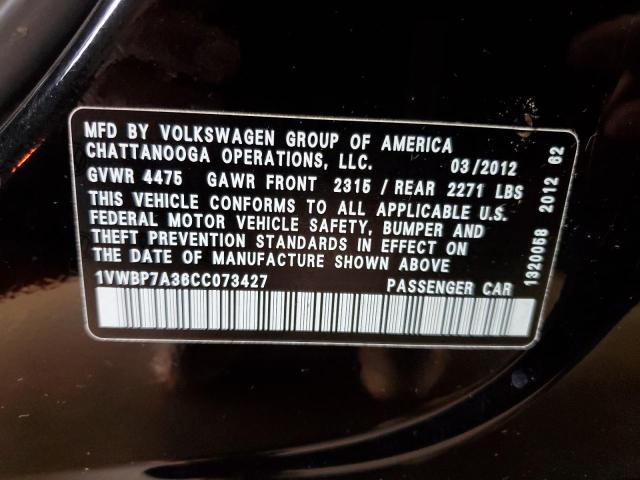 MFD BY VOLKSWAGEN GROUP OF AMERICA
CHATTANOOGA OPERATIONS, LLC. 03/2012
GVWR 4475 GAWR FRONT 2315 / REAR 2271 LBS
THIS VEHICLE CONFORMS TO ALL APPLICABLE U.S.
FEDERAL MOTOR VEHICLE SAFETY, BUMPER AND
THEFT PREVENTION STANDARDS IN EFFECT ON
THE DATE OF MANUFACTURE SHOWN ABOVE
1VWBP7A36CC073427 PASSENGER CAR
1320058 2012 62